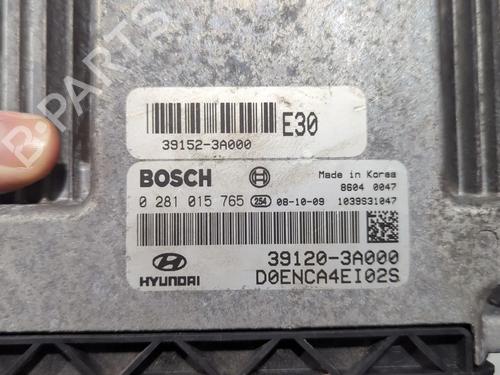 E30
39152-3A000
BOSCH
Made in Korea
8604 0047
0 281 015 765 254 08-10-09 1039S31047
39120-3A000
HYUNDAI
D0ENCA4EI02S
B-PARTS